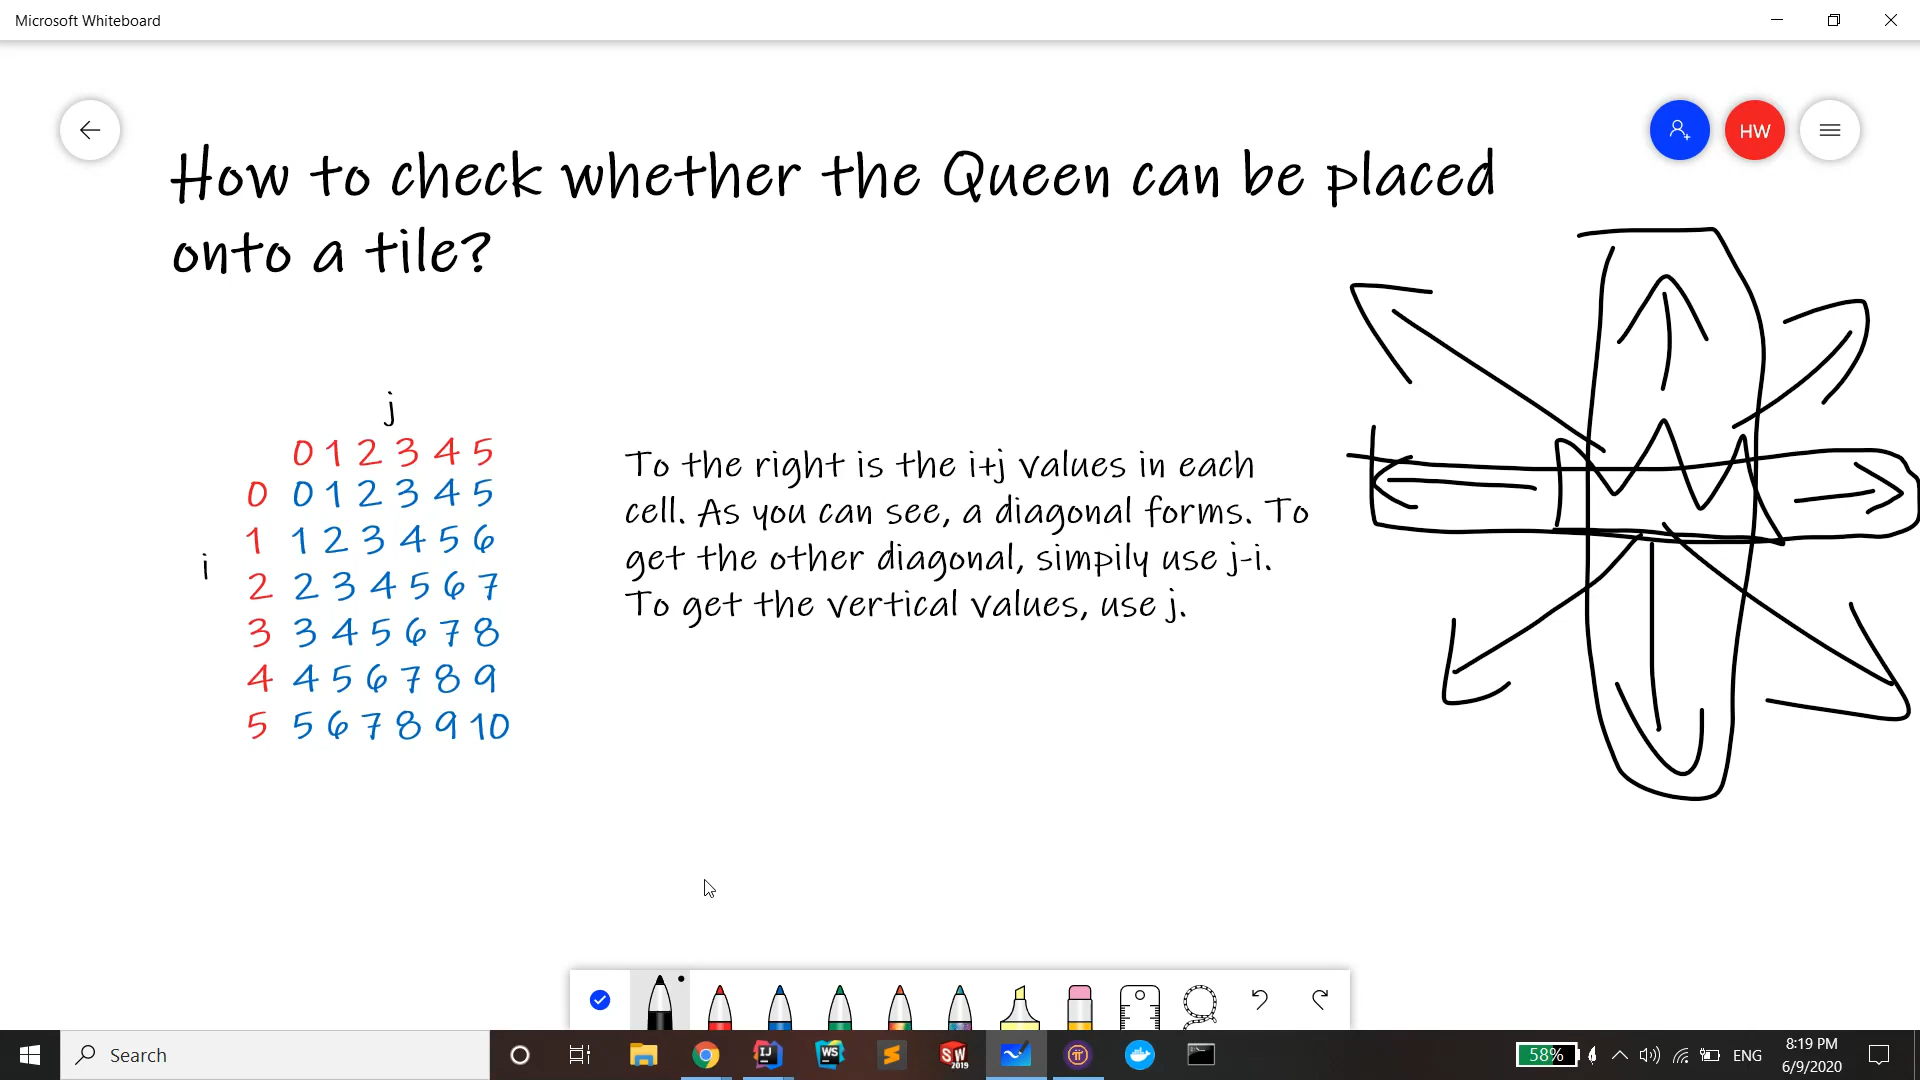 Microsoft Whiteboard
HW
How to check whether the Queen can be placed
onto a tile?
j
0 1 2 3 4 5
0 0 1 2 3 4 5
1 1 2 3 4 5 6
i
2 2 3 4 5 6 7
3 3 4 5 6 7 8
4 4 5 6 7 8 9
5 5 6 7 8 9 10
To the right is the i+j values in each
cell. As you can see, a diagonal forms. To
get the other diagonal, simpily use j-i.
To get the vertical values, use j.
Search
IJ
WS
SW
2019
π
58%
ENG
8:19 PM
6/9/2020